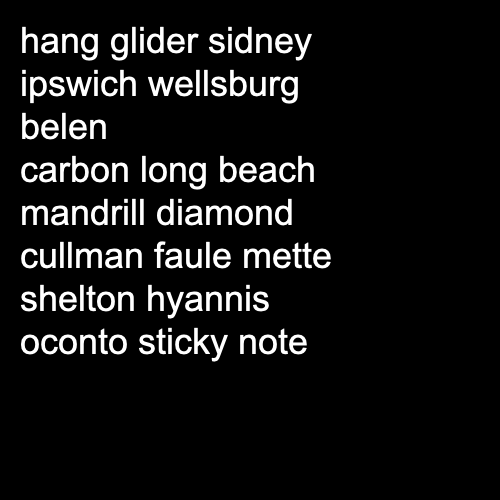 hang glider sidney
ipswich wellsburg
belen
carbon long beach
mandrill diamond
cullman faule mette
shelton hyannis
oconto sticky note